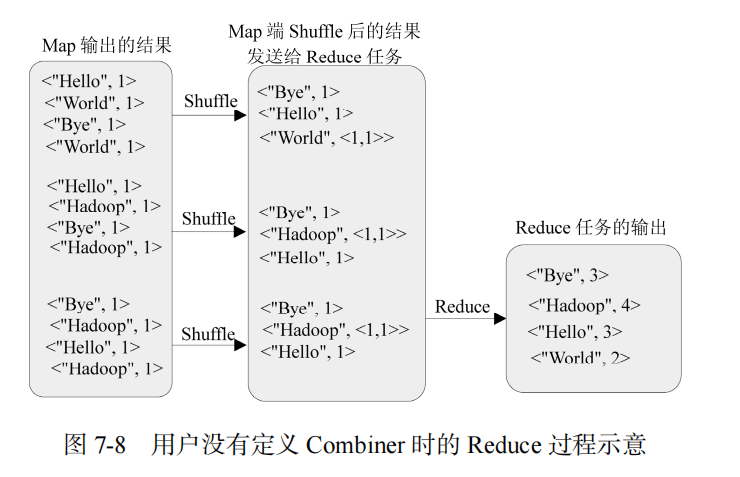 Map 输出的结果
<"Hello", 1>
<"World", 1>
<"Bye", 1>
<"World", 1>
<"Hello", 1>
<"Hadoop", 1>
<"Bye", 1>
<"Hadoop", 1>
<"Bye", 1>
<"Hadoop", 1>
<"Hello", 1>
<"Hadoop", 1>
Shuffle
Shuffle
Shuffle
Map 端 Shuffle 后的结果
发送给 Reduce 任务
<"Bye", 1>
<"Hello", 1>
<"World", <1,1>>
<"Bye", 1>
<"Hadoop", <1,1>>
<"Hello", 1>
<"Bye", 1>
<"Hadoop", <1,1>>
<"Hello", 1>
Reduce
Reduce 任务的输出
<"Bye", 3>
<"Hadoop", 4>
<"Hello", 3>
<"World", 2>
图 7-8 用户没有定义 Combiner 时的 Reduce 过程示意